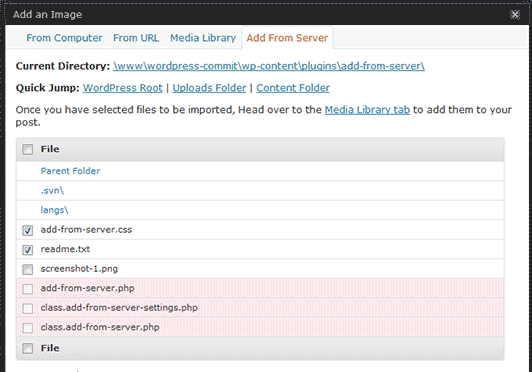 Add an Image
From Computer From URL Media Library Add From Server
Current Directory: \www\wordpress-commit\wp-content\plugins\add-from-server\
Quick Jump: WordPress Root | Uploads Folder | Content Folder
Once you have selected files to be imported, Head over to the Media Library tab to add them to your
post.
File
Parent Folder
.svn\
langs\
add-from-server.css
readme.txt
screenshot-1.png
add-from-server.php
class.add-from-server-settings.php
class.add-from-server.php
File